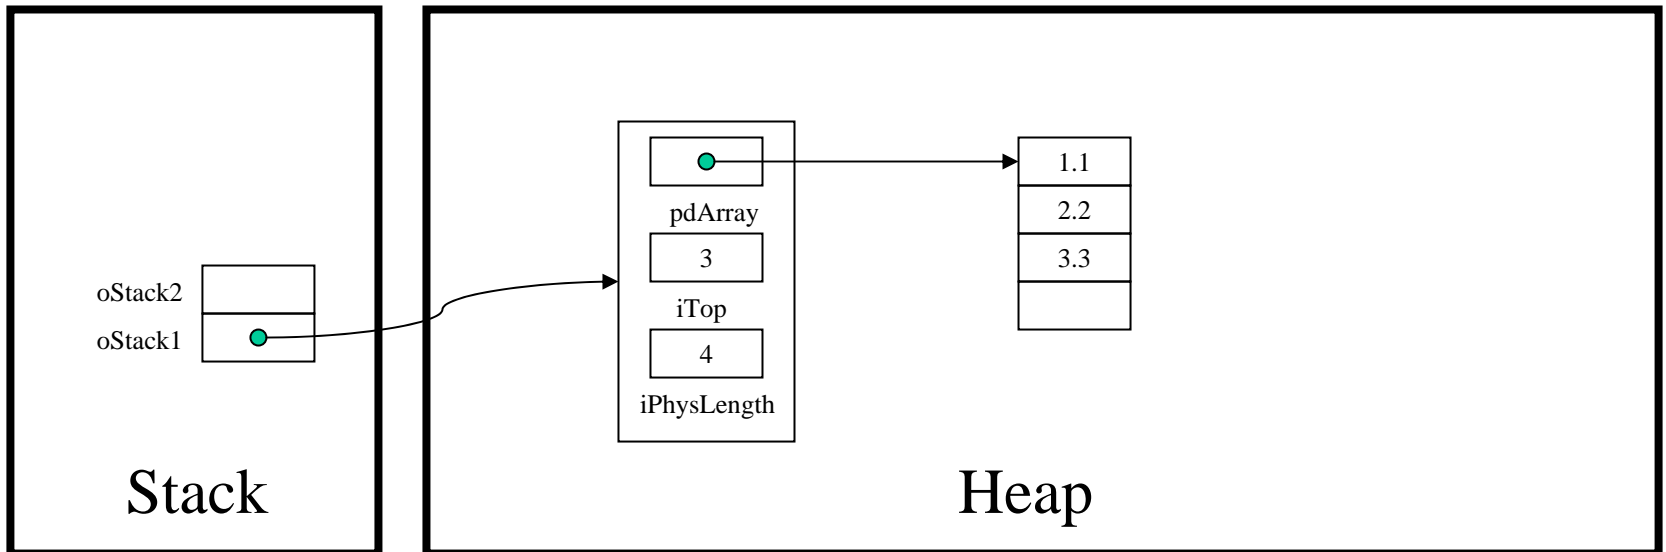 oStack2
oStack1
Stack
pdArray
3
iTop
4
iPhysLength
1.1
2.2
3.3
Heap